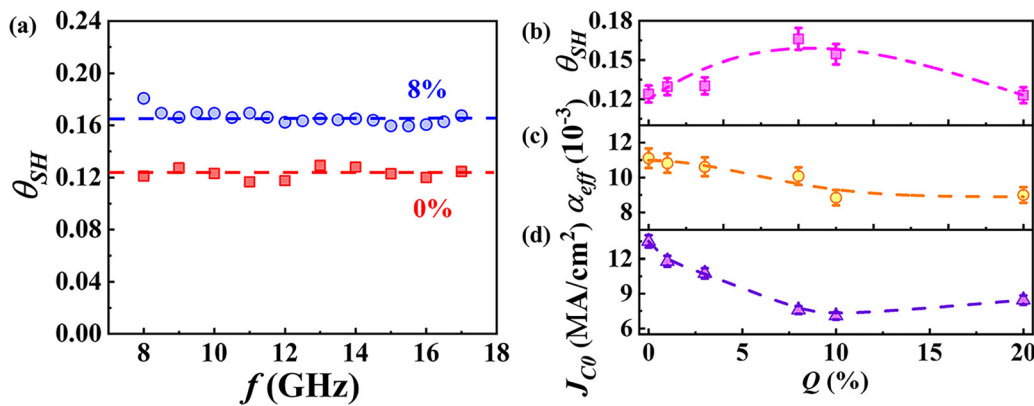 (a)
0.24
0.20
0.16
0.12
0.08
0.04
0.00
θSH
8%
0%
8 10 12 14 16 18
f (GHz)
(b)
0.18
0.15
0.12
θSH
(c)
11
10
8
αeff (10-3)
(d)
12
9
6
JC0 (MA/cm2)
0 5 10 15 20
Q (%)